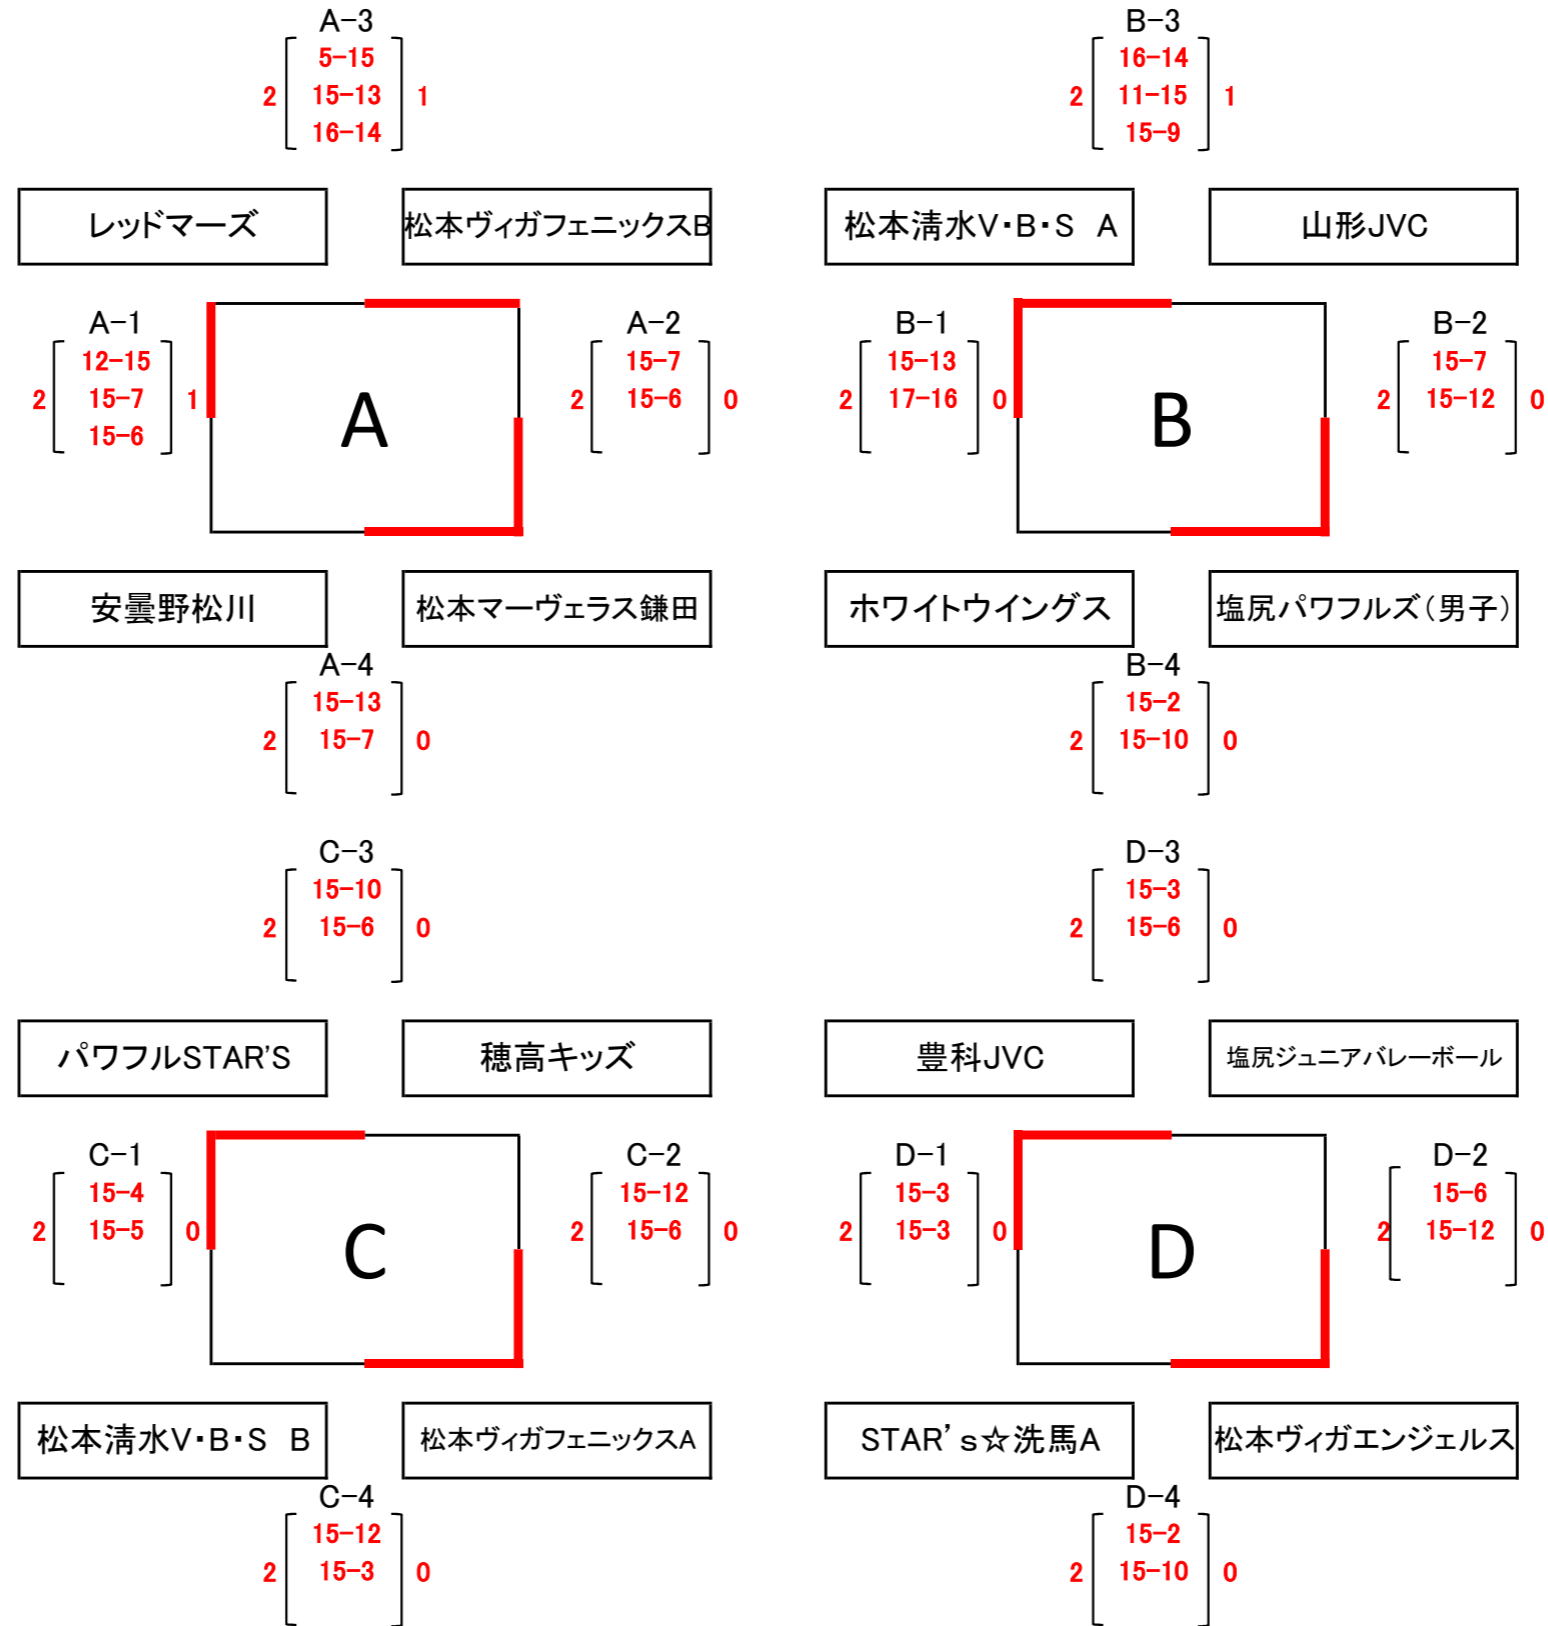 A-3
5-15
2 15-13 1
16-14
B-3
16-14
2 11-15 1
15-9
レッドマーズ
松本ヴィガフェニックスB
松本清水V・B・S A
山形JVC
A-1
12-15
2 15-7 1
15-6
A
A-2
15-7
2 15-6 0
B-1
15-13
2 17-16 0
B
B-2
15-7
2 15-12 0
安曇野松川
松本マーヴェラス鎌田
ホワイトウイングス
塩尻パワフルズ(男子)
A-4
15-13
2 15-7 0
B-4
15-2
2 15-10 0
C-3
15-10
2 15-6 0
D-3
15-3
2 15-6 0
パワフルSTAR'S
穂高キッズ
豊科JVC
塩尻ジュニアバレーボール
C-1
15-4
2 15-5 0
C
C-2
15-12
2 15-6 0
D-1
15-3
2 15-3 0
D
D-2
15-6
2 15-12 0
松本清水V・B・S B
松本ヴィガフェニックスA
STAR’s☆洗馬A
松本ヴィガエンジェルス
C-4
15-12
2 15-3 0
D-4
15-2
2 15-10 0